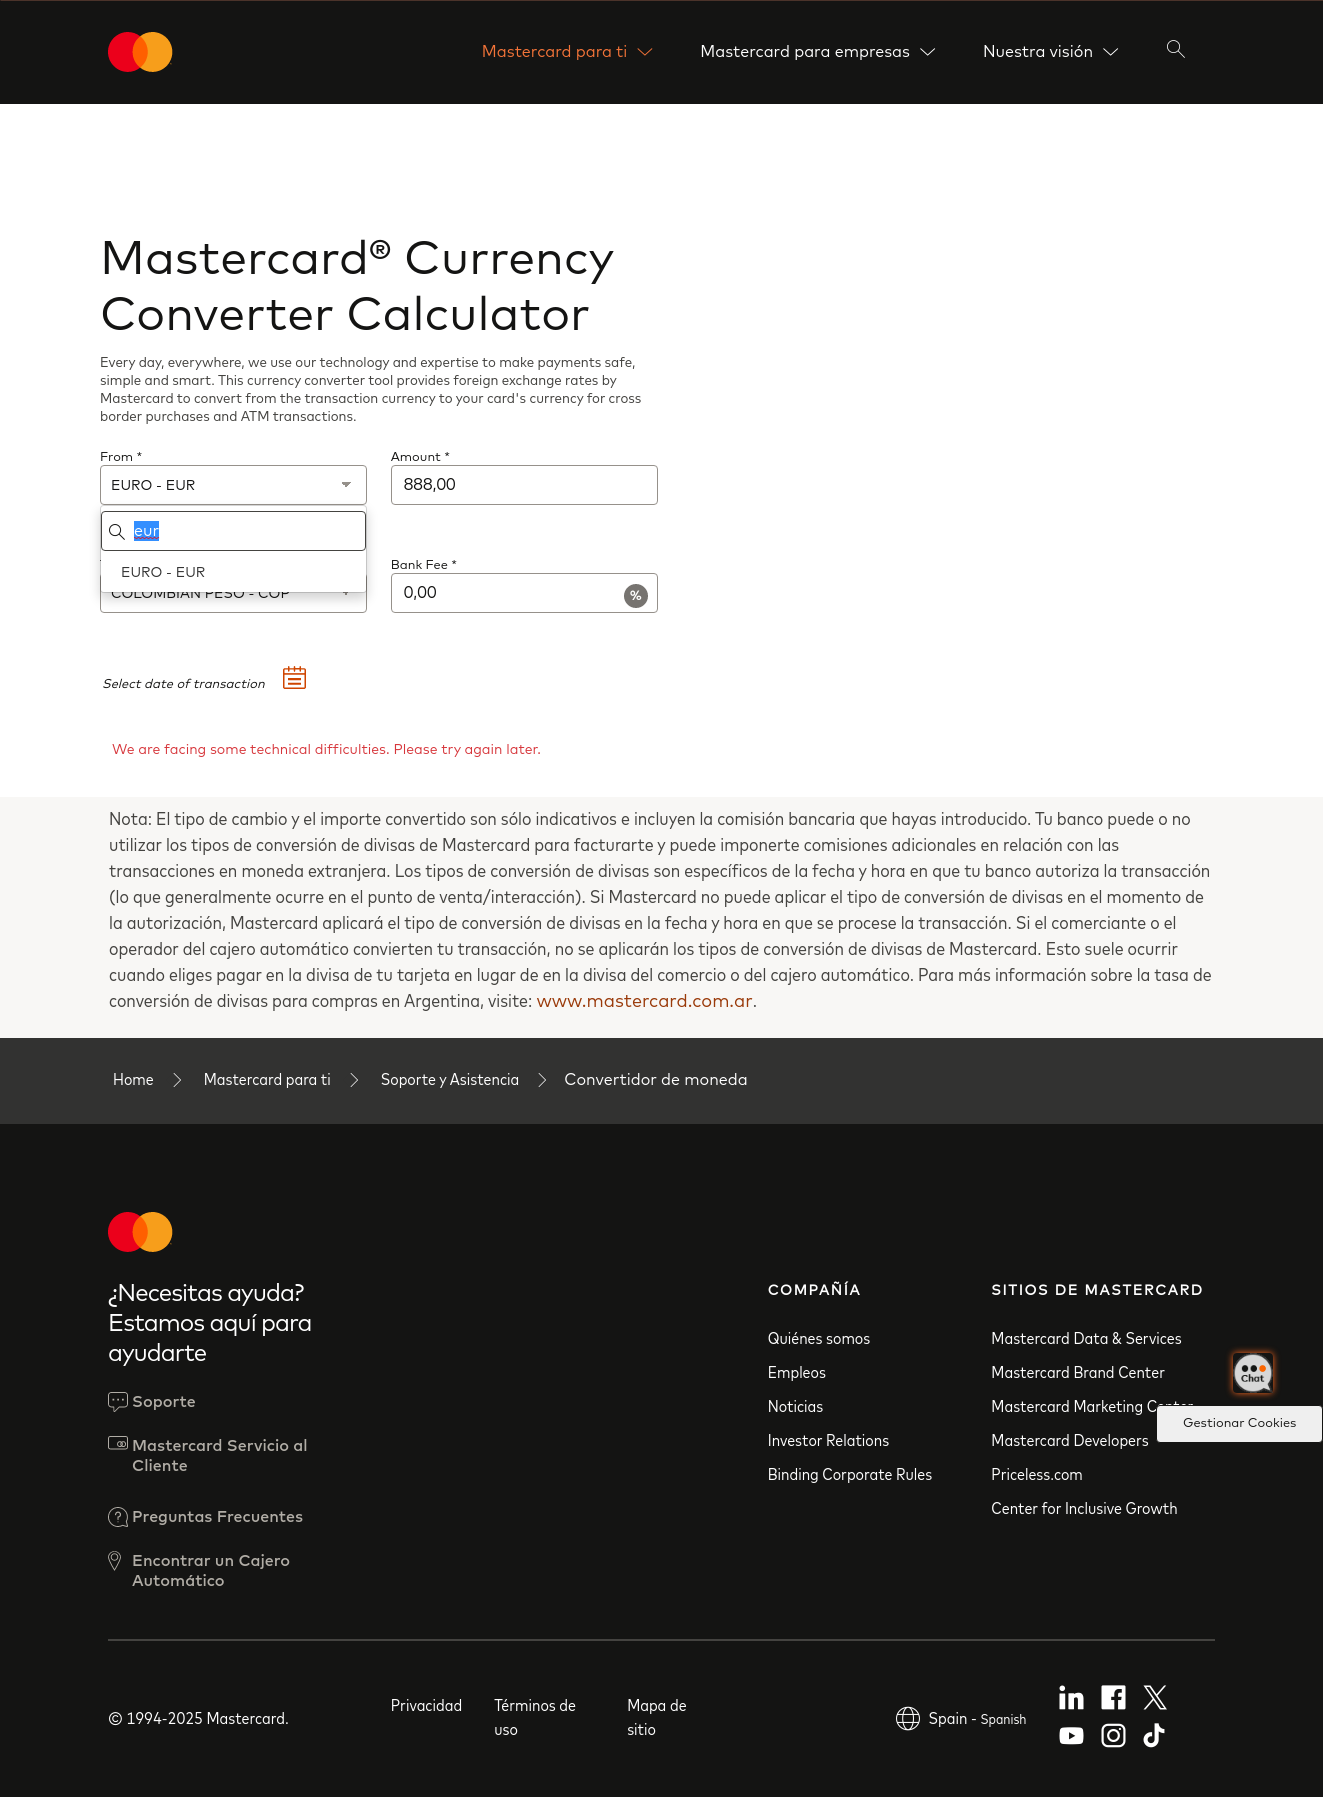 Mastercard para ti
Mastercard para empresas
Nuestra visión
Mastercard® Currency
Converter Calculator
Every day, everywhere, we use our technology and expertise to make payments safe,
simple and smart. This currency converter tool provides foreign exchange rates by
Mastercard to convert from the transaction currency to your card's currency for cross
border purchases and ATM transactions.
From *
Amount *
EURO - EUR
888,00
eur
EURO - EUR
Bank Fee *
COLOMBIAN PESO - COP
0,00
%
Select date of transaction
We are facing some technical difficulties. Please try again later.
Nota: El tipo de cambio y el importe convertido son sólo indicativos e incluyen la comisión bancaria que hayas introducido. Tu banco puede o no
utilizar los tipos de conversión de divisas de Mastercard para facturarte y puede imponerte comisiones adicionales en relación con las
transacciones en moneda extranjera. Los tipos de conversión de divisas son específicos de la fecha y hora en que tu banco autoriza la transacción
(lo que generalmente ocurre en el punto de venta/interacción). Si Mastercard no puede aplicar el tipo de conversión de divisas en el momento de
la autorización, Mastercard aplicará el tipo de conversión de divisas en la fecha y hora en que se procese la transacción. Si el comerciante o el
operador del cajero automático convierten tu transacción, no se aplicarán los tipos de conversión de divisas de Mastercard. Esto suele ocurrir
cuando eliges pagar en la divisa de tu tarjeta en lugar de en la divisa del comercio o del cajero automático. Para más información sobre la tasa de
conversión de divisas para compras en Argentina, visite: www.mastercard.com.ar.
Home
Mastercard para ti
Soporte y Asistencia
Convertidor de moneda
¿Necesitas ayuda?
Estamos aquí para
ayudarte
Soporte
Mastercard Servicio al
Cliente
Preguntas Frecuentes
Encontrar un Cajero
Automático
COMPAÑÍA
Quiénes somos
Empleos
Noticias
Investor Relations
Binding Corporate Rules
SITIOS DE MASTERCARD
Mastercard Data & Services
Mastercard Brand Center
Mastercard Marketing Center
Mastercard Developers
Priceless.com
Center for Inclusive Growth
Chat
Gestionar Cookies
© 1994-2025 Mastercard.
Privacidad
Términos de
uso
Mapa de
sitio
Spain - Spanish